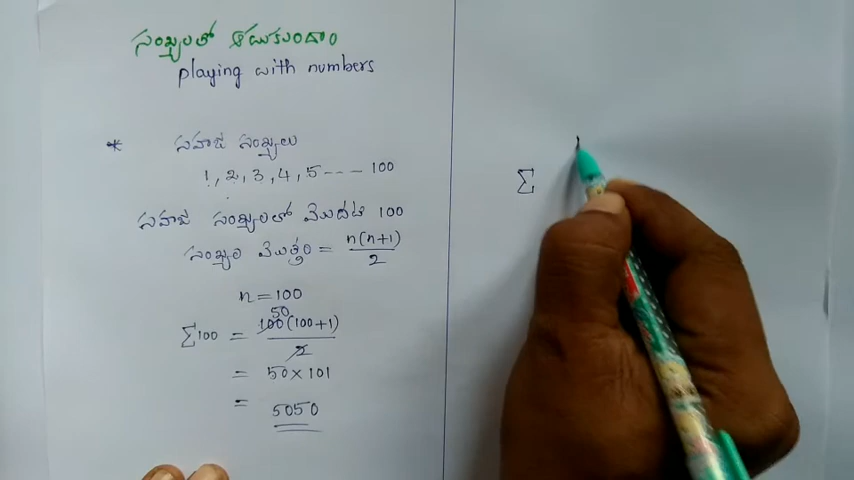 సంఖ్యలతో ఆడుకుందాం
playing with numbers
* సహజ సంఖ్యలు
1, 2, 3, 4, 5 - - - - 100
సహజ సంఖ్యలలో మొదటి 100
సంఖ్యల మొత్తం = n(n+1)/2
n = 100
50
Σ100 = 100(100+1)/2
= 50 × 101
= 5050
Σ